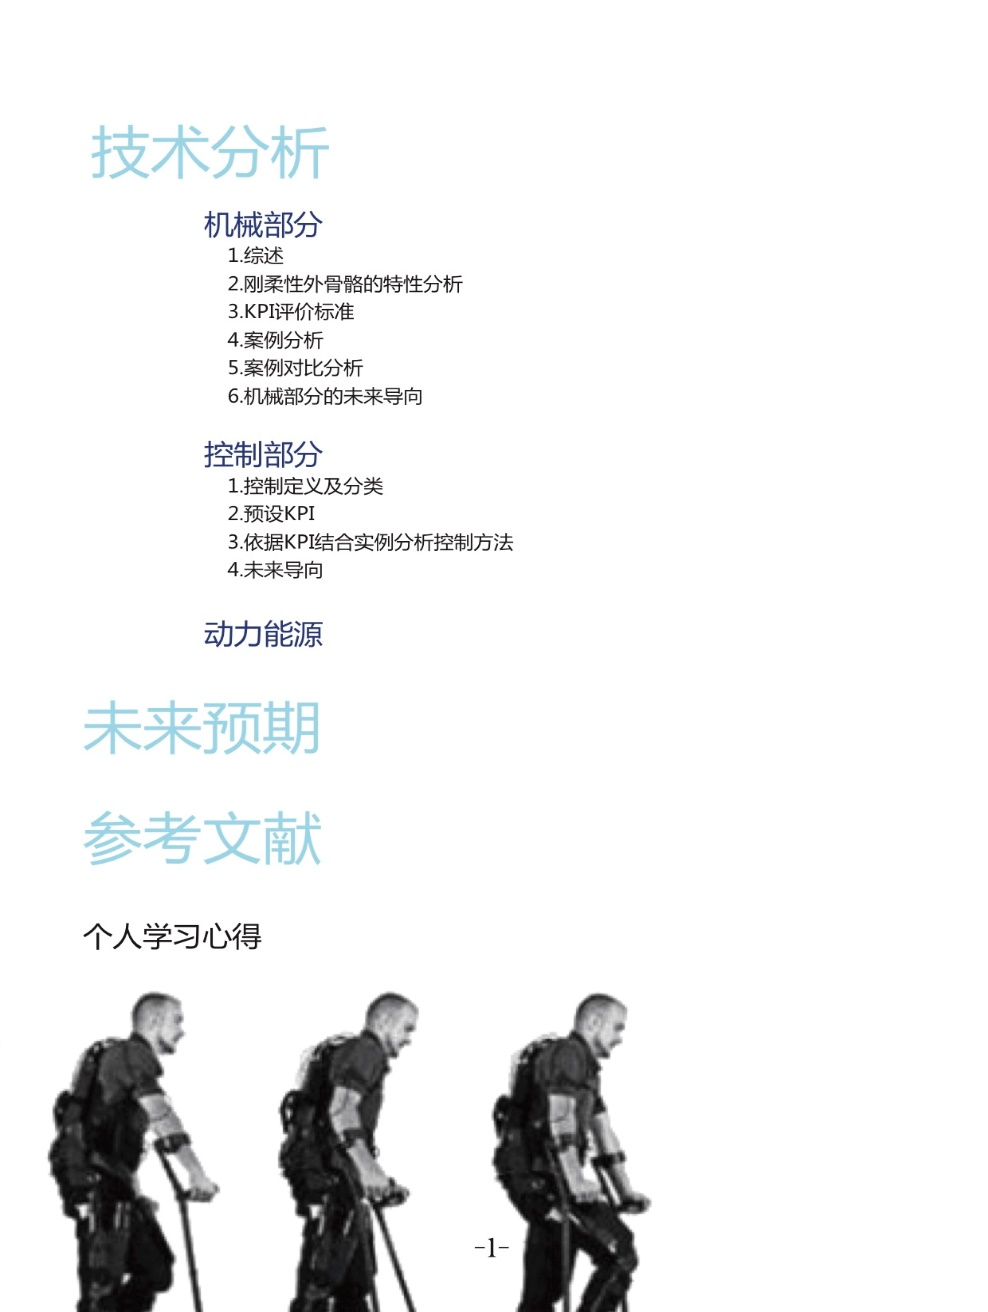 技术分析
机械部分
1.综述
2.刚柔性外骨骼的特性分析
3.KPI评价标准
4.案例分析
5.案例对比分析
6.机械部分的未来导向
控制部分
1.控制定义及分类
2.预设KPI
3.依据KPI结合实例分析控制方法
4.未来导向
动力能源
未来预期
参考文献
个人学习心得
-1-